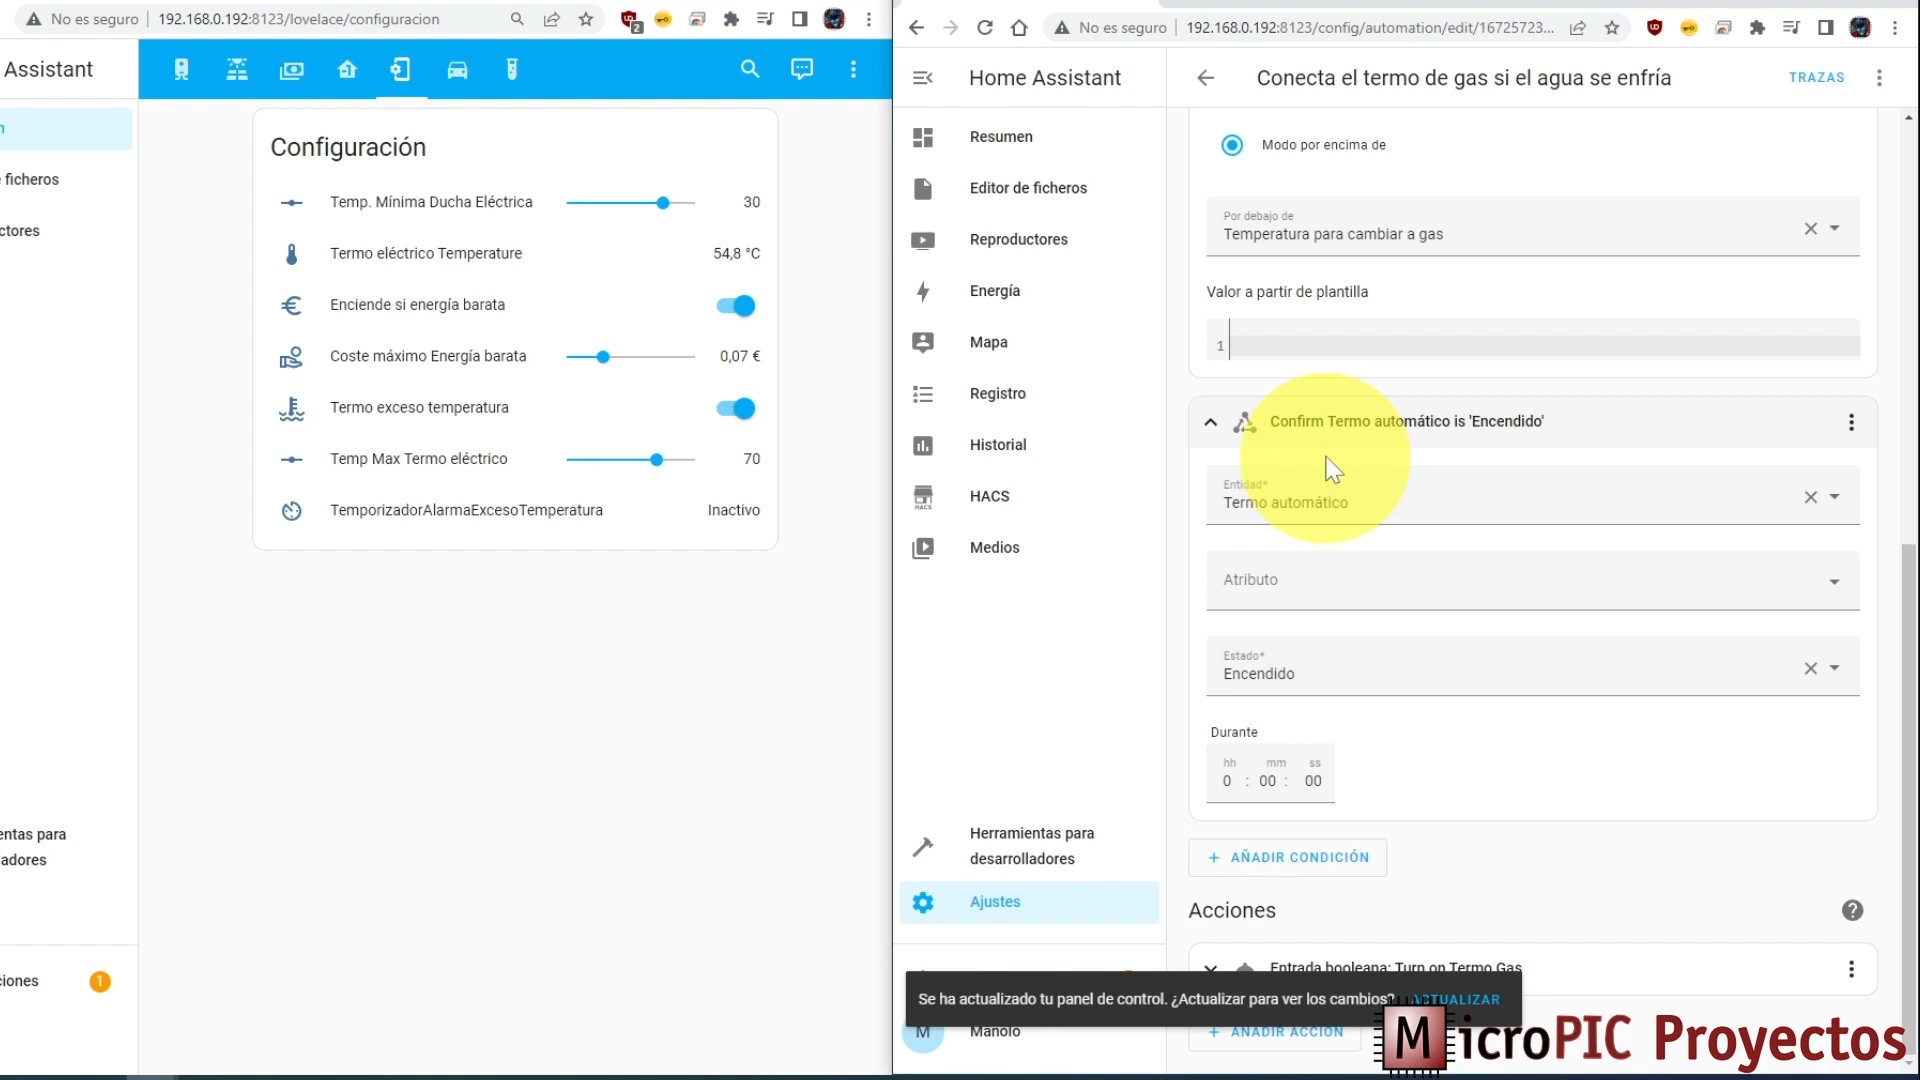 No es seguro
192.168.0.192:8123/lovelace/configuracion
2
Assistant
n
e ficheros
ctores
entas para
adores
ciones
1
Configuración
Temp. Mínima Ducha Eléctrica
30
Termo eléctrico Temperature
54,8 °C
Enciende si energía barata
Coste máximo Energía barata
0,07 €
Termo exceso temperatura
Temp Max Termo eléctrico
70
TemporizadorAlarmaExcesoTemperatura
Inactivo
No es seguro
192.168.0.192:8123/config/automation/edit/16725723...
Home Assistant
Resumen
Editor de ficheros
Reproductores
Energía
Mapa
Registro
Historial
HACS
HACS
Medios
Herramientas para
desarrolladores
Ajustes
M
Manolo
Conecta el termo de gas si el agua se enfría
TRAZAS
Modo por encima de
Por debajo de
Temperatura para cambiar a gas
Valor a partir de plantilla
1
Confirm Termo automático is 'Encendido'
Entidad*
Termo automático
Atributo
Estado*
Encendido
Durante
hh mm ss
0 : 00 : 00
+ AÑADIR CONDICIÓN
Acciones
Entrada booleana: Turn on Termo Gas
Se ha actualizado tu panel de control. ¿Actualizar para ver los cambios?
ACTUALIZAR
+ AÑADIR ACCIÓN
MicroPIC Proyectos